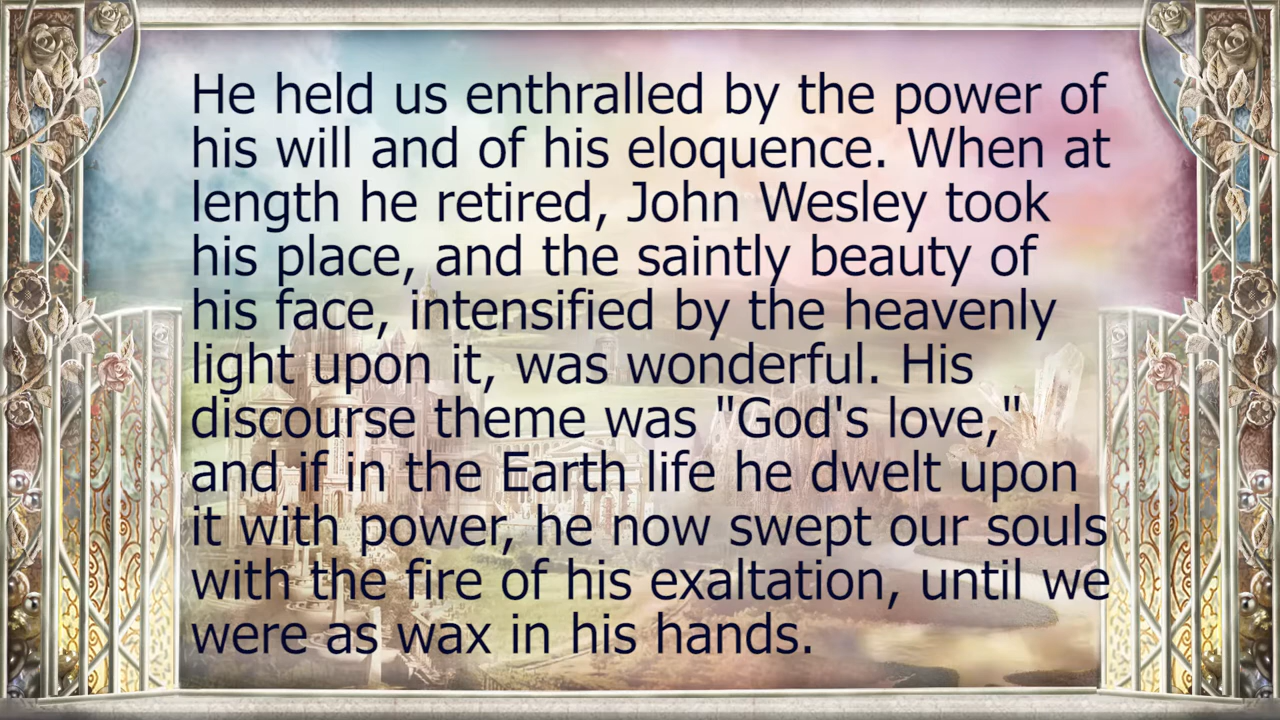 He held us enthralled by the power of
his will and of his eloquence. When at
length he retired, John Wesley took
his place, and the saintly beauty of
his face, intensified by the heavenly
light upon it, was wonderful. His
discourse theme was "God's love,"
and if in the Earth life he dwelt upon
it with power, he now swept our souls
with the fire of his exaltation, until we
were as wax in his hands.